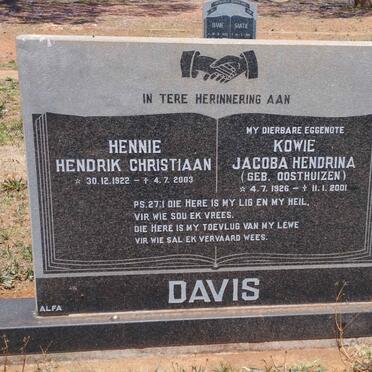 IN TERE HERINNERING AAN
HENNIE
HENDRIK CHRISTIAAN
☆ 30.12.1922 - ✝ 4.7.2003
MY DIERBARE EGGENOTE
KOWIE
JACOBA HENDRINA
(GEB. OOSTHUIZEN)
☆ 4.7.1926 - ✝ 11.1.2001
PS.27.1 DIE HERE IS MY LIG EN MY HEIL,
VIR WIE SOU EK VREES.
DIE HERE IS MY TOEVLUG VAN MY LEWE
VIR WIE SAL EK VERVAARD WEES.
DAVIS
ALFA